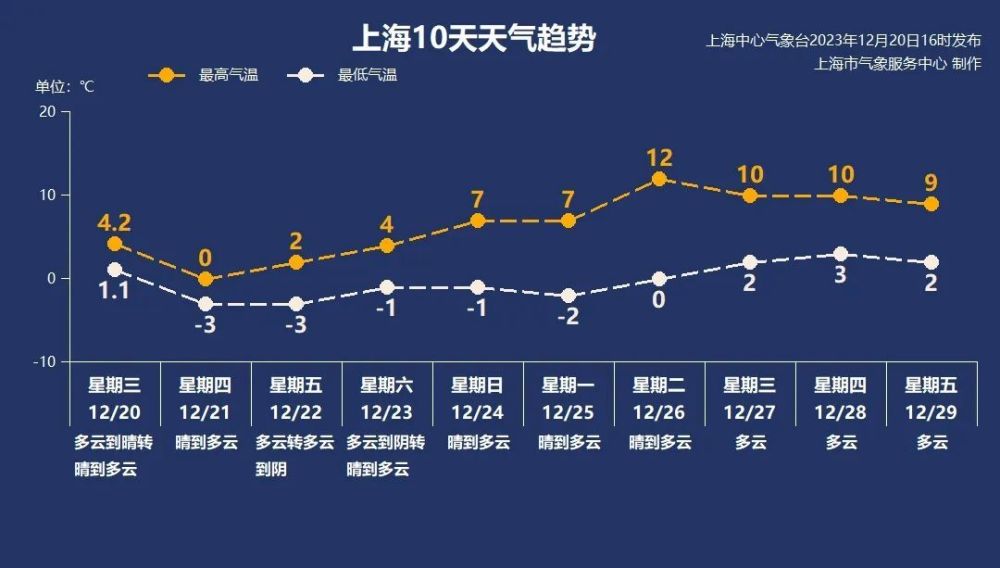 上海10天天气趋势
上海中心气象台2023年12月20日16时发布
上海市气象服务中心 制作
最高气温 最低气温
单位：℃
20
10
0
-10
4.2 0 2 4 7 7 12 10 10 9
1.1 -3 -3 -1 -1 -2 0 2 3 2
星期三 星期四 星期五 星期六 星期日 星期一 星期二 星期三 星期四 星期五
12/20 12/21 12/22 12/23 12/24 12/25 12/26 12/27 12/28 12/29
多云到晴转 晴到多云 多云转多云 多云到阴转 晴到多云 晴到多云 晴到多云 多云 多云 多云
晴到多云 到阴 晴到多云